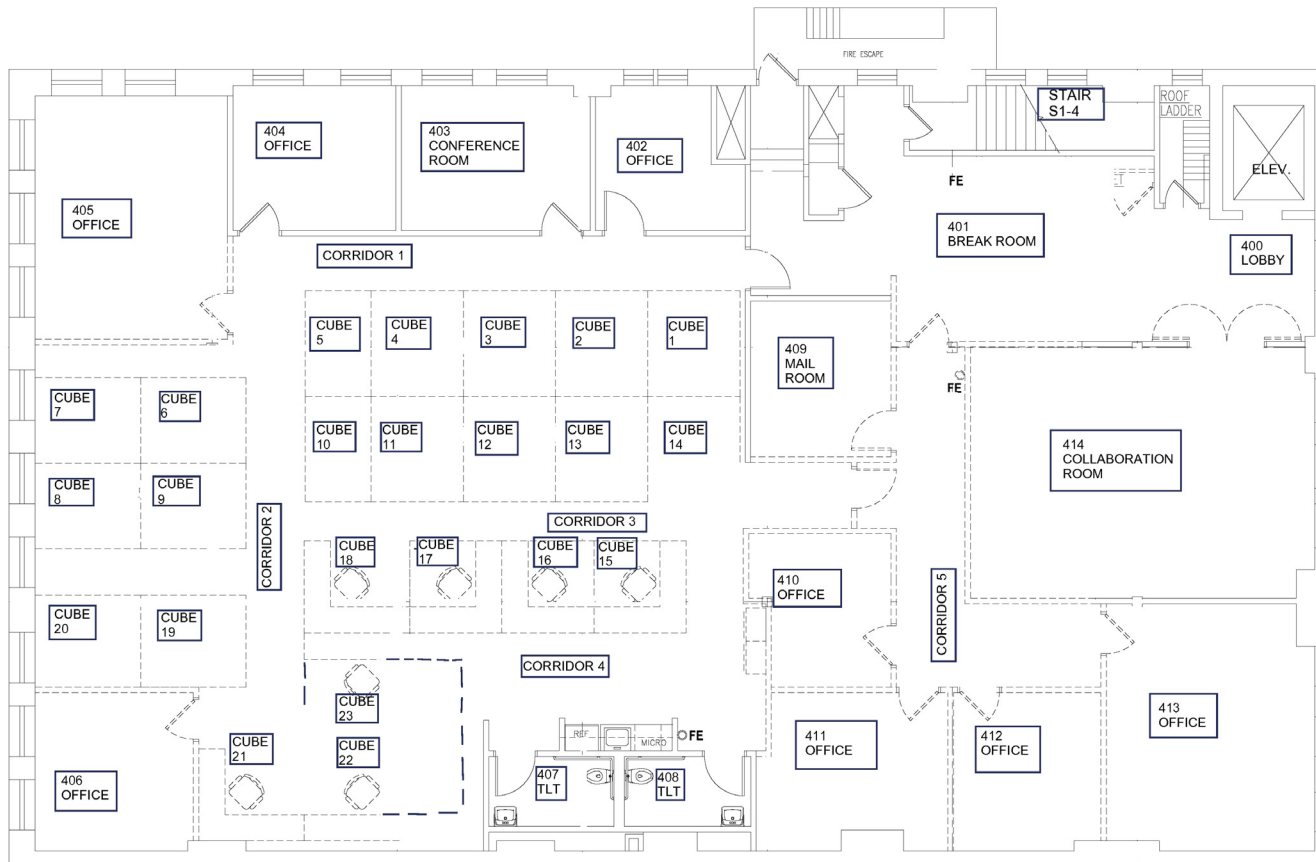 FIRE ESCAPE
STAIR
S1-4
ROOF
LADDER
ELEV.
404
OFFICE
403
CONFERENCE
ROOM
402
OFFICE
FE
405
OFFICE
401
BREAK ROOM
400
LOBBY
CORRIDOR 1
CUBE
5
CUBE
4
CUBE
3
CUBE
2
CUBE
1
409
MAIL
ROOM
FE
CUBE
7
CUBE
6
CUBE
10
CUBE
11
CUBE
12
CUBE
13
CUBE
14
414
COLLABORATION
ROOM
CUBE
8
CUBE
9
CORRIDOR 2
CORRIDOR 3
CUBE
18
CUBE
17
CUBE
16
CUBE
15
410
OFFICE
CORRIDOR 5
CUBE
20
CUBE
19
CORRIDOR 4
CUBE
23
CUBE
21
CUBE
22
REF
MICRO
FE
411
OFFICE
412
OFFICE
413
OFFICE
406
OFFICE
407
TLT
408
TLT